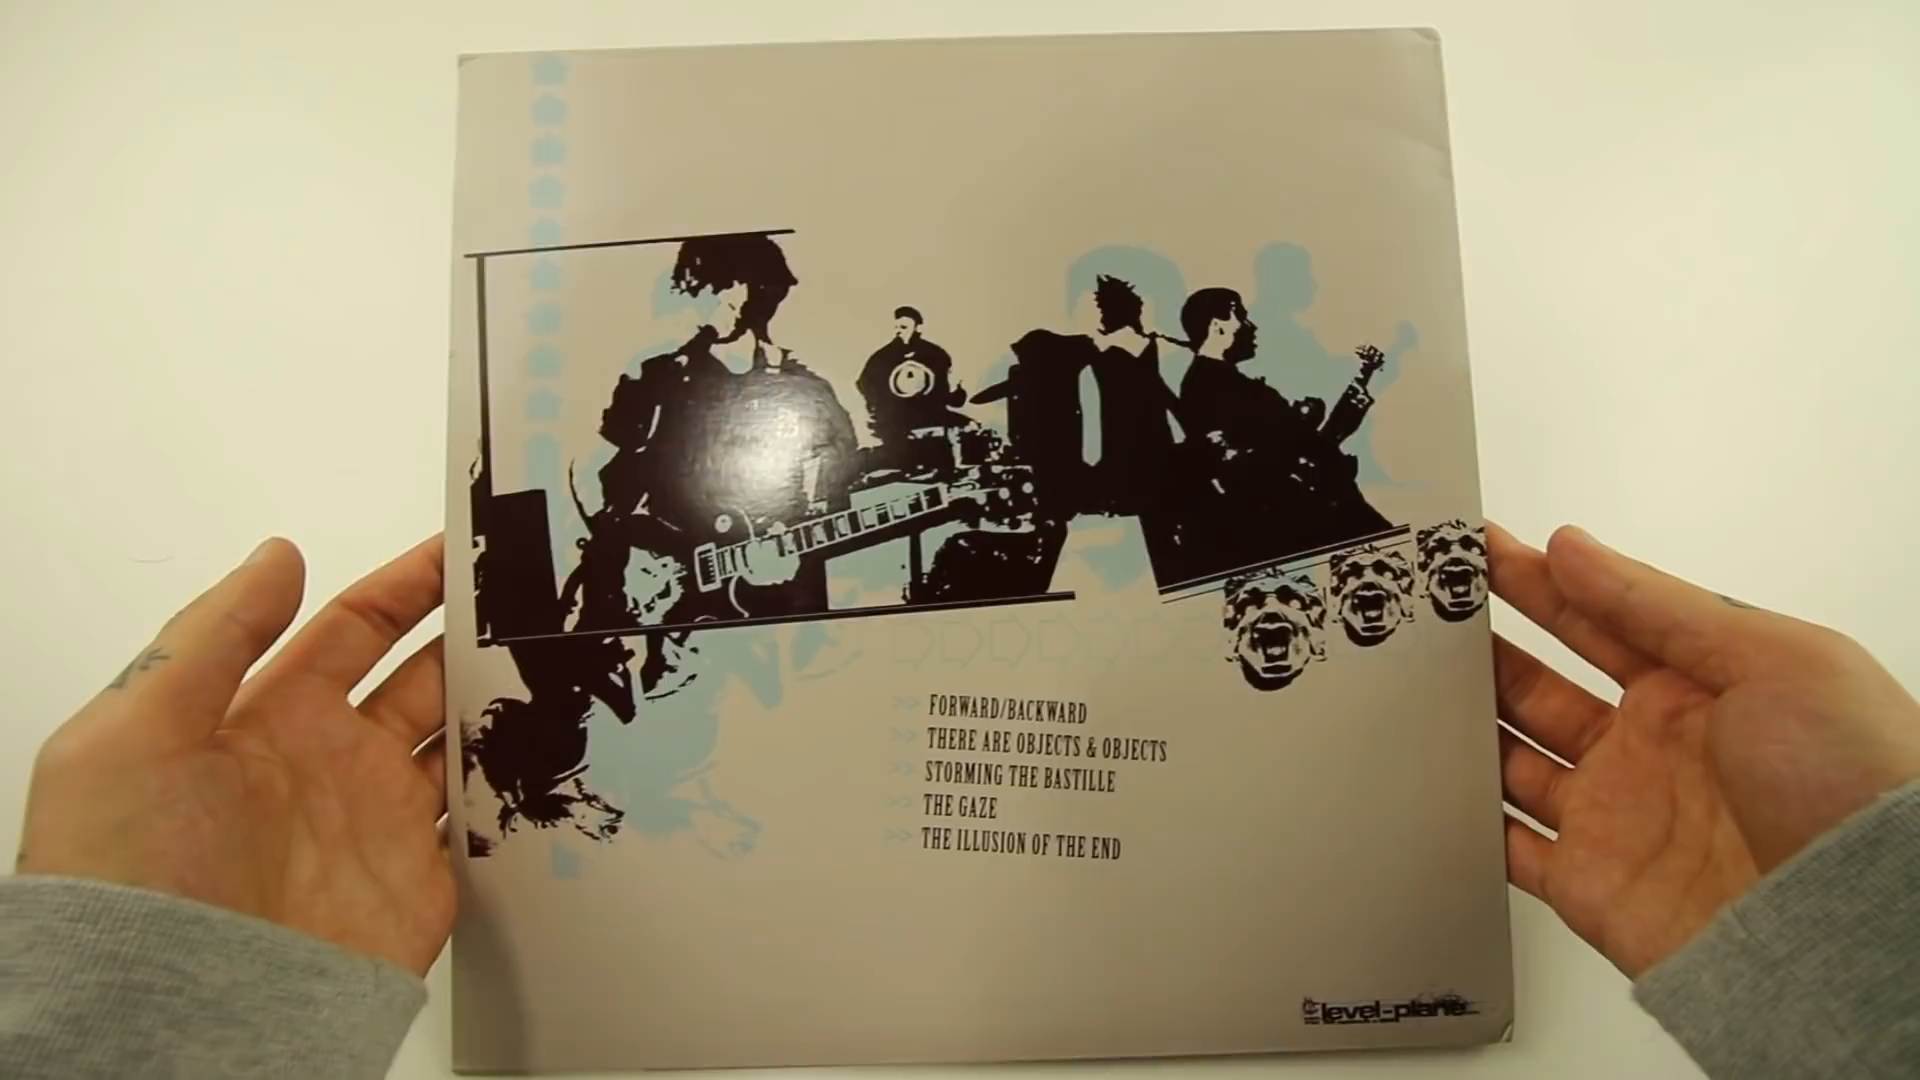 >> FORWARD/BACKWARD
>> THERE ARE OBJECTS & OBJECTS
>> STORMING THE BASTILLE
>> THE GAZE
>> THE ILLUSION OF THE END
level-plane